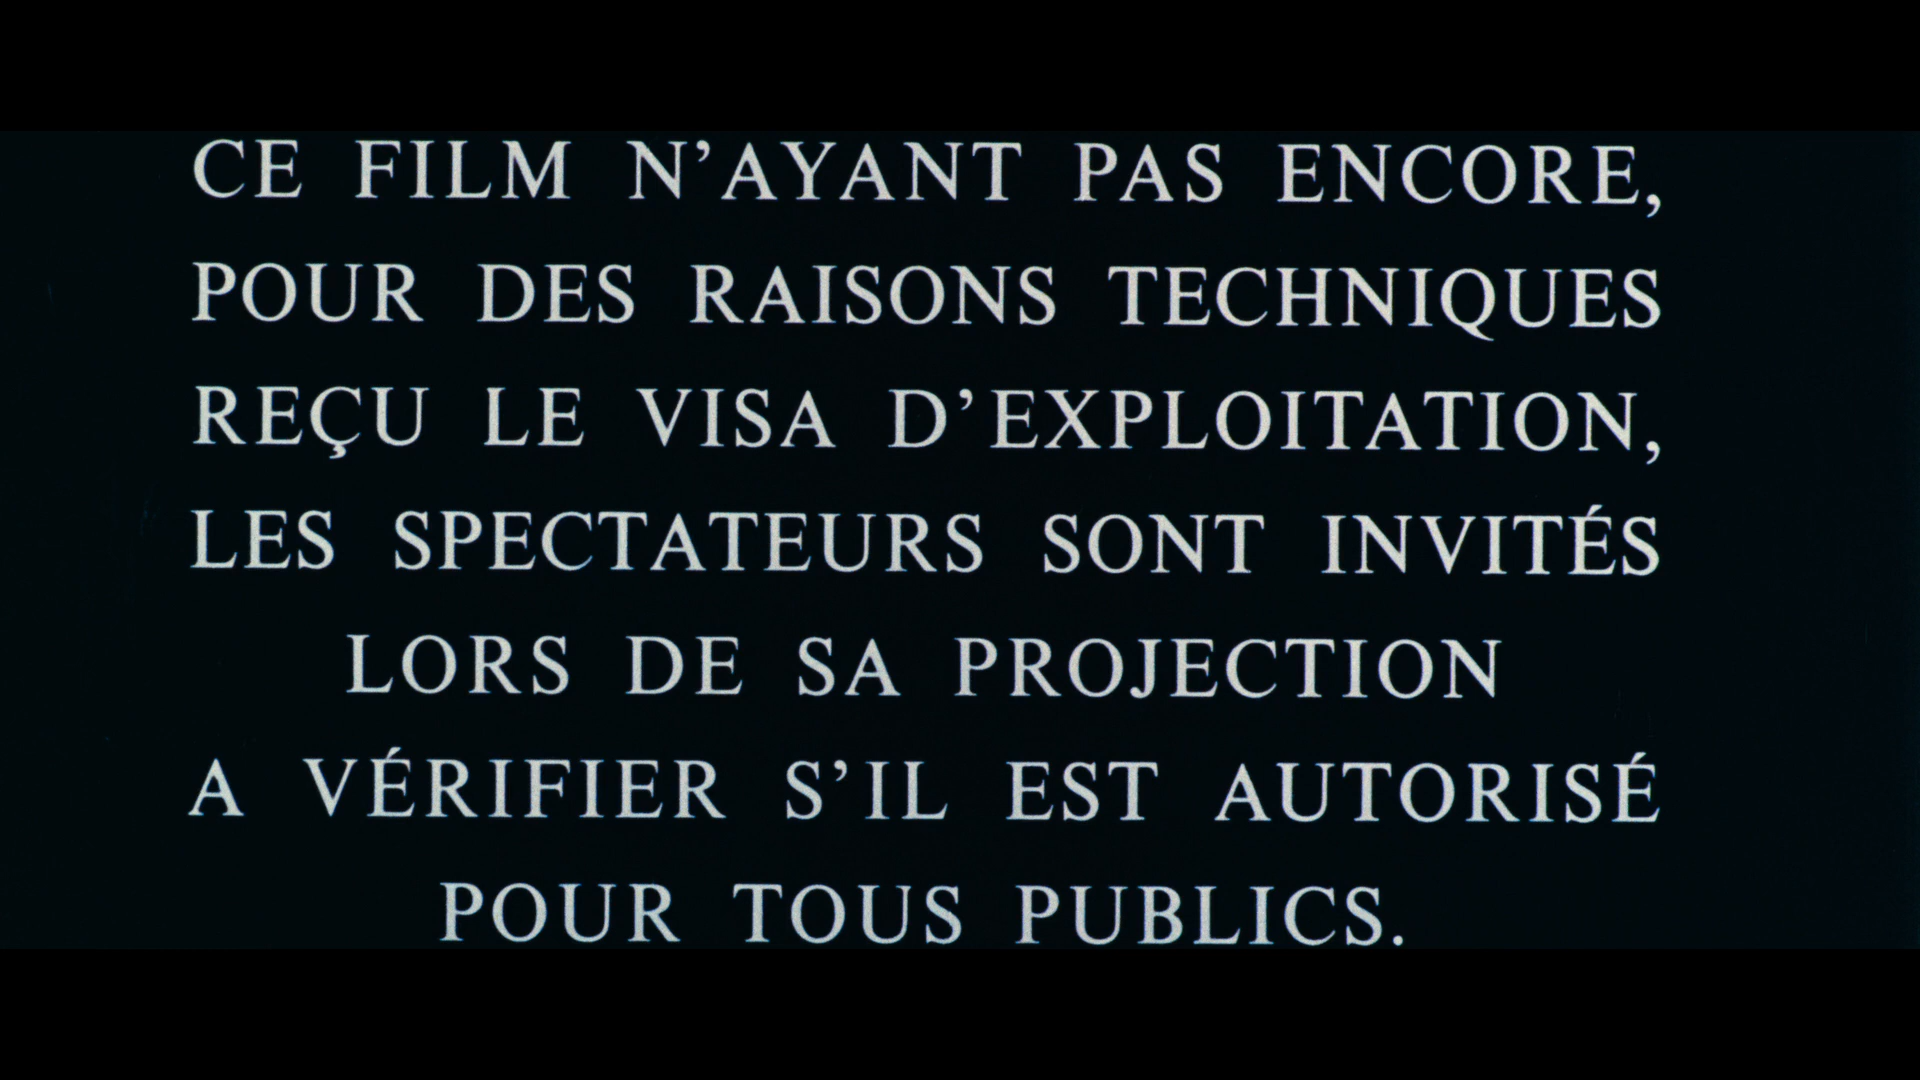 CE FILM N’AYANT PAS ENCORE,
POUR DES RAISONS TECHNIQUES
REÇU LE VISA D’EXPLOITATION,
LES SPECTATEURS SONT INVITÉS
LORS DE SA PROJECTION
A VÉRIFIER S’IL EST AUTORISÉ
POUR TOUS PUBLICS.